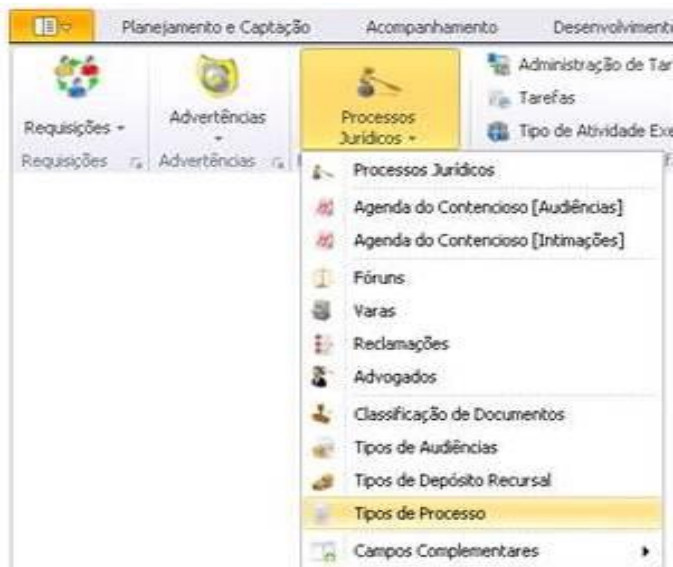 Planejamento e Captação Acompanhamento Desenvolvimento
Requisições
Advertências
Processos
Jurídicos
Administração de Tar
Tarefas
Tipo de Atividade Exe
Requisições Advertências
Processos Jurídicos
Agenda do Contencioso [Audiências]
Agenda do Contencioso [Intimações]
Fóruns
Varas
Reclamações
Advogados
Classificação de Documentos
Tipos de Audiências
Tipos de Depósito Recursal
Tipos de Processo
Campos Complementares